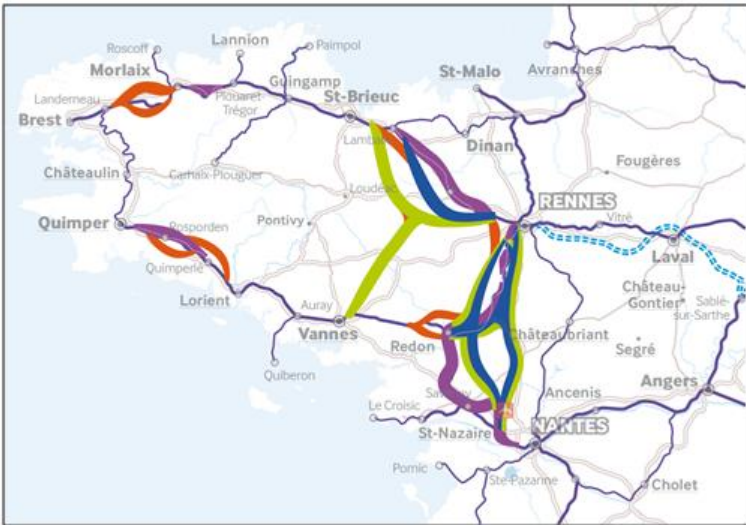 Roscoff
Lannion
Paimpol
Morlaix
Landerneau
Plouaret-
Trégor
Guingamp
St-Brieuc
St-Malo
Avranches
Brest
Lamballe
Dinan
Châteaulin
Carhaix-Plouguer
Loudéac
Fougères
RENNES
Vitré
Quimper
Rosporden
Pontivy
Laval
Quimperlé
Lorient
Auray
Vannes
Château-
Gontier
Sablé-
sur-Sarthe
Redon
Châteaubriant
Segré
Quiberon
Savenay
Ancenis
Angers
Le Croisic
St-Nazaire
NANTES
Pornic
Ste-Pazanne
Cholet